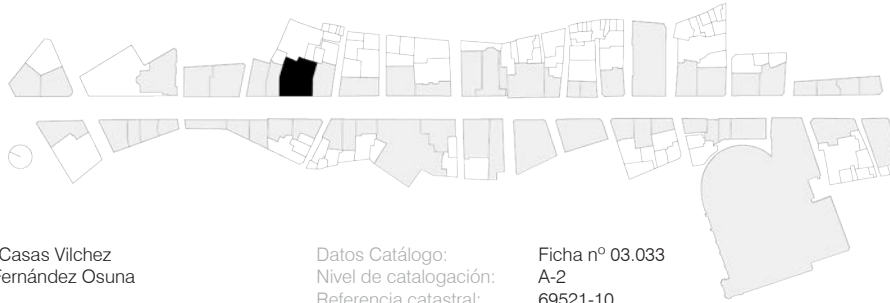 Casas Vilchez
Fernández Osuna
Datos Catálogo: Ficha nº 03.033
Nivel de catalogación: A-2
Referencia catastral: 69521-10